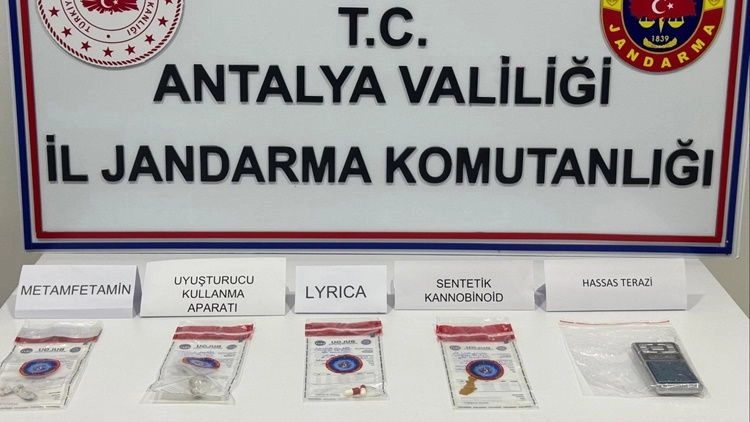 T.C.
ANTALYA VALİLİĞİ
İL JANDARMA KOMUTANLIĞI
1839
JANDARMA
METAMFETAMİN
UYUŞTURUCU
KULLANMA
APARATI
LYRICA
SENTETİK
KANNOBİNOİD
HASSAS TERAZİ